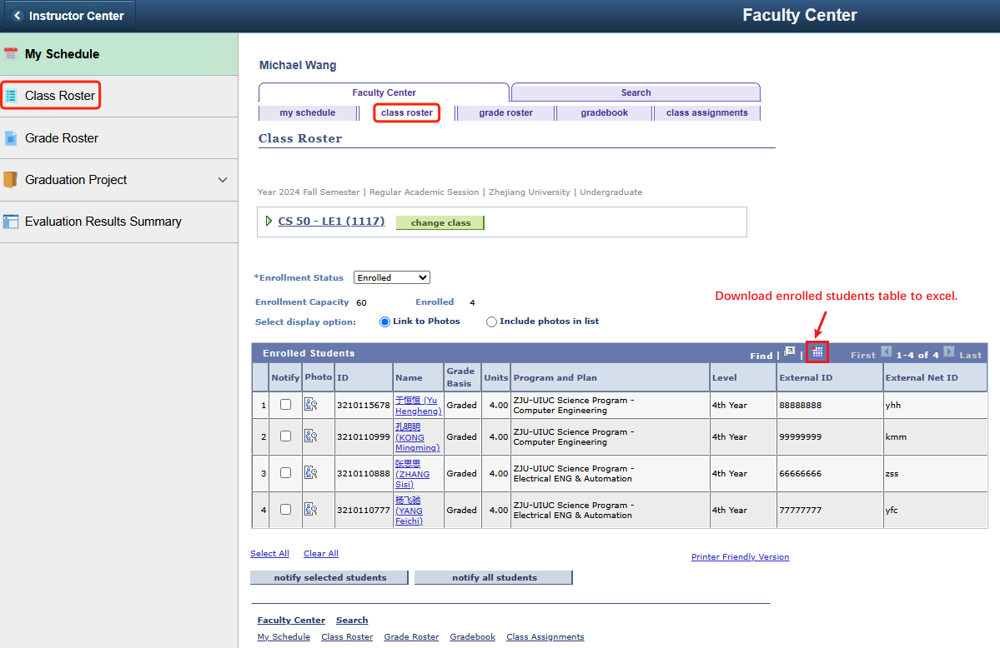 Instructor Center
Faculty Center
My Schedule
Class Roster
Grade Roster
Graduation Project
Evaluation Results Summary
Michael Wang
Faculty Center
Search
my schedule
class roster
grade roster
gradebook
class assignments
Class Roster
Year 2024 Fall Semester | Regular Academic Session | Zhejiang University | Undergraduate
CS 50 - LE1 (1117)
change class
*Enrollment Status Enrolled
Enrollment Capacity 60 Enrolled 4
Select display option: Link to Photos Include photos in list
Download enrolled students table to excel.
Enrolled Students Find | | First 1-4 of 4 Last
Notify Photo ID Name Grade Basis Units Program and Plan Level External ID External Net ID
1 3210115678 于恒恒 (Yu Hengheng) Graded 4.00 ZJU-UIUC Science Program - Computer Engineering 4th Year 88888888 yhh
2 3210110999 孔明明 (KONG Mingming) Graded 4.00 ZJU-UIUC Science Program - Computer Engineering 4th Year 99999999 kmm
3 3210110888 张思思 (ZHANG Sisi) Graded 4.00 ZJU-UIUC Science Program - Electrical ENG & Automation 4th Year 66666666 zss
4 3210110777 杨飞驰 (YANG Feichi) Graded 4.00 ZJU-UIUC Science Program - Electrical ENG & Automation 4th Year 77777777 yfc
Select All Clear All
Printer Friendly Version
notify selected students notify all students
Faculty Center Search
My Schedule Class Roster Grade Roster Gradebook Class Assignments